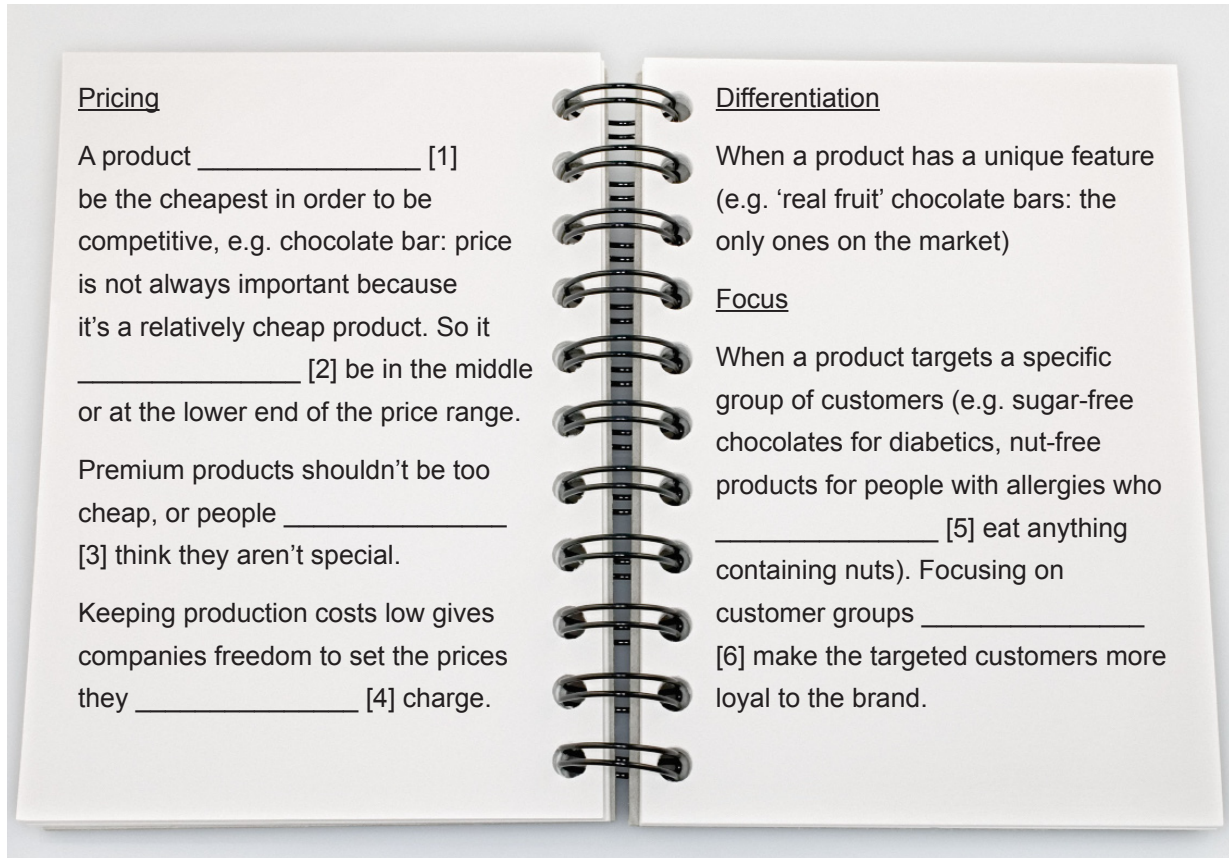 Pricing
A product _______________ [1]
be the cheapest in order to be
competitive, e.g. chocolate bar: price
is not always important because
it’s a relatively cheap product. So it
_______________ [2] be in the middle
or at the lower end of the price range.
Premium products shouldn’t be too
cheap, or people _______________
[3] think they aren’t special.
Keeping production costs low gives
companies freedom to set the prices
they _______________ [4] charge.
Differentiation
When a product has a unique feature
(e.g. ‘real fruit’ chocolate bars: the
only ones on the market)
Focus
When a product targets a specific
group of customers (e.g. sugar-free
chocolates for diabetics, nut-free
products for people with allergies who
_______________ [5] eat anything
containing nuts). Focusing on
customer groups _______________
[6] make the targeted customers more
loyal to the brand.